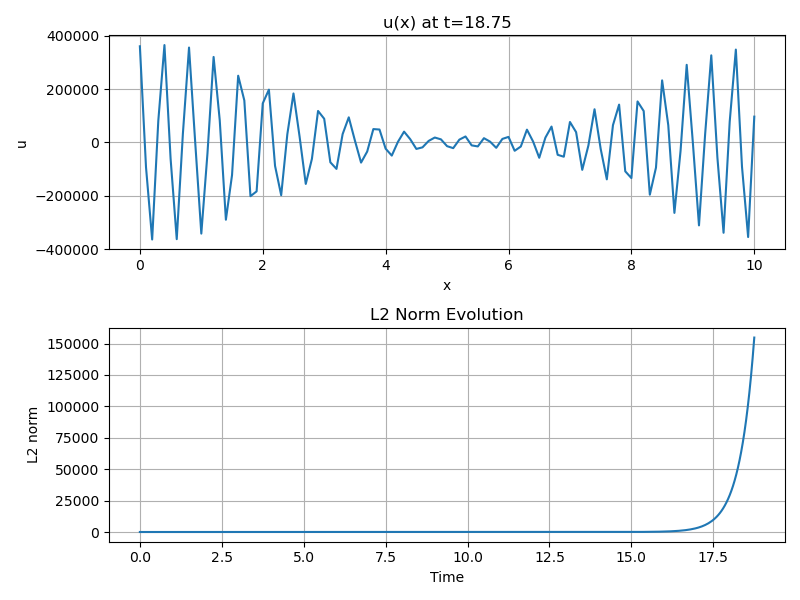 u(x) at t=18.75
400000
200000
0
−200000
−400000
u
0 2 4 6 8 10
x
L2 Norm Evolution
150000
125000
100000
75000
50000
25000
0
L2 norm
0.0 2.5 5.0 7.5 10.0 12.5 15.0 17.5
Time